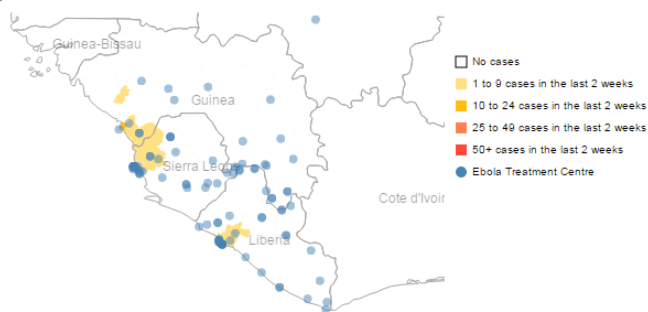 Guinea-Bissau
Guinea
Sierra Leone
Liberia
Cote d'Ivoir
No cases
1 to 9 cases in the last 2 weeks
10 to 24 cases in the last 2 weeks
25 to 49 cases in the last 2 weeks
50+ cases in the last 2 weeks
Ebola Treatment Centre